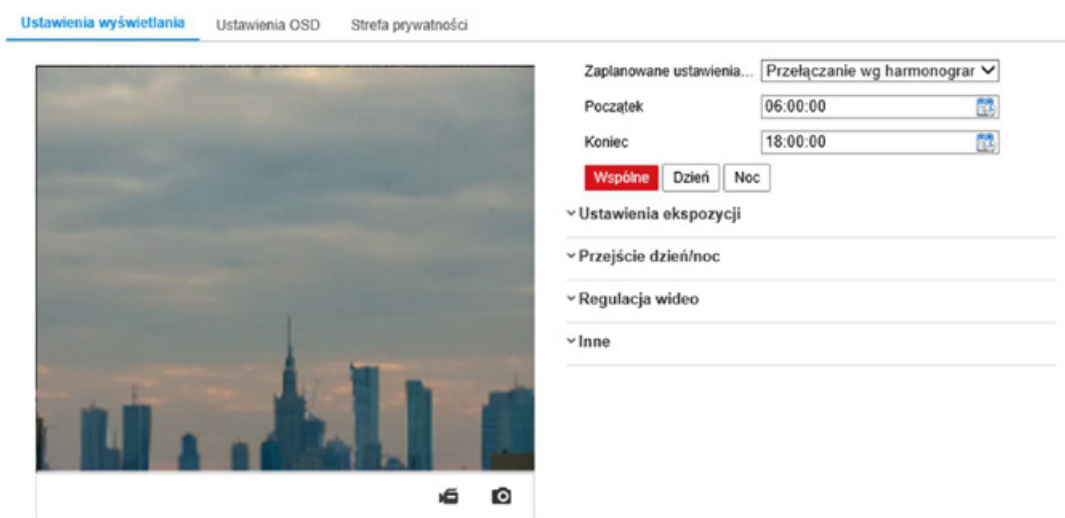 Ustawienia wyświetlania Ustawienia OSD Strefa prywatności
Zaplanowane ustawienia... Przełączanie wg harmonograr
Początek 06:00:00
Koniec 18:00:00
Wspólne Dzień Noc
Ustawienia ekspozycji
Przejście dzień/noc
Regulacja wideo
Inne